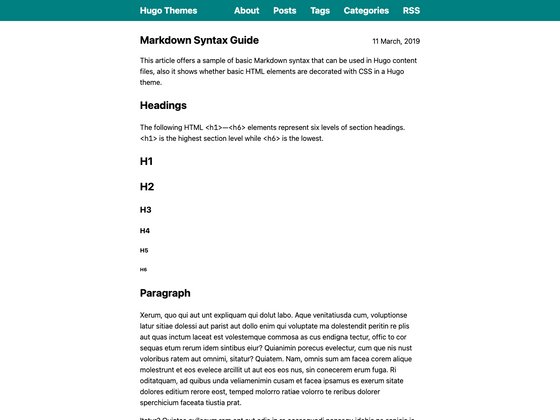 Hugo Themes About Posts Tags Categories RSS
Markdown Syntax Guide 11 March, 2019
This article offers a sample of basic Markdown syntax that can be used in Hugo content
files, also it shows whether basic HTML elements are decorated with CSS in a Hugo
theme.
Headings
The following HTML <h1>—<h6> elements represent six levels of section headings.
<h1> is the highest section level while <h6> is the lowest.
H1
H2
H3
H4
H5
H6
Paragraph
Xerum, quo qui aut unt expliquam qui dolut labo. Aque venitatiusda cum, voluptionse
latur sitiae dolessi aut parist aut dollo enim qui voluptate ma dolestendit peritin re plis
aut quas inctum laceat est volestemque commosa as cus endigna tectur, offic to cor
sequas etum rerum idem sintibus eiur? Quianimin porecus evelectur, cum que nis nust
voloribus ratem aut omnimi, sitatur? Quiatem. Nam, omnis sum am facea corem alique
molestrunt et eos evelece arcillit ut aut eos eos nus, sin conecerem erum fuga. Ri
oditatquam, ad quibus unda veliamenimin cusam et facea ipsamus es exerum sitate
dolores editium rerore eost, temped molorro ratiae volorro te reribus dolorer
sperchicium faceata tiustia prat.